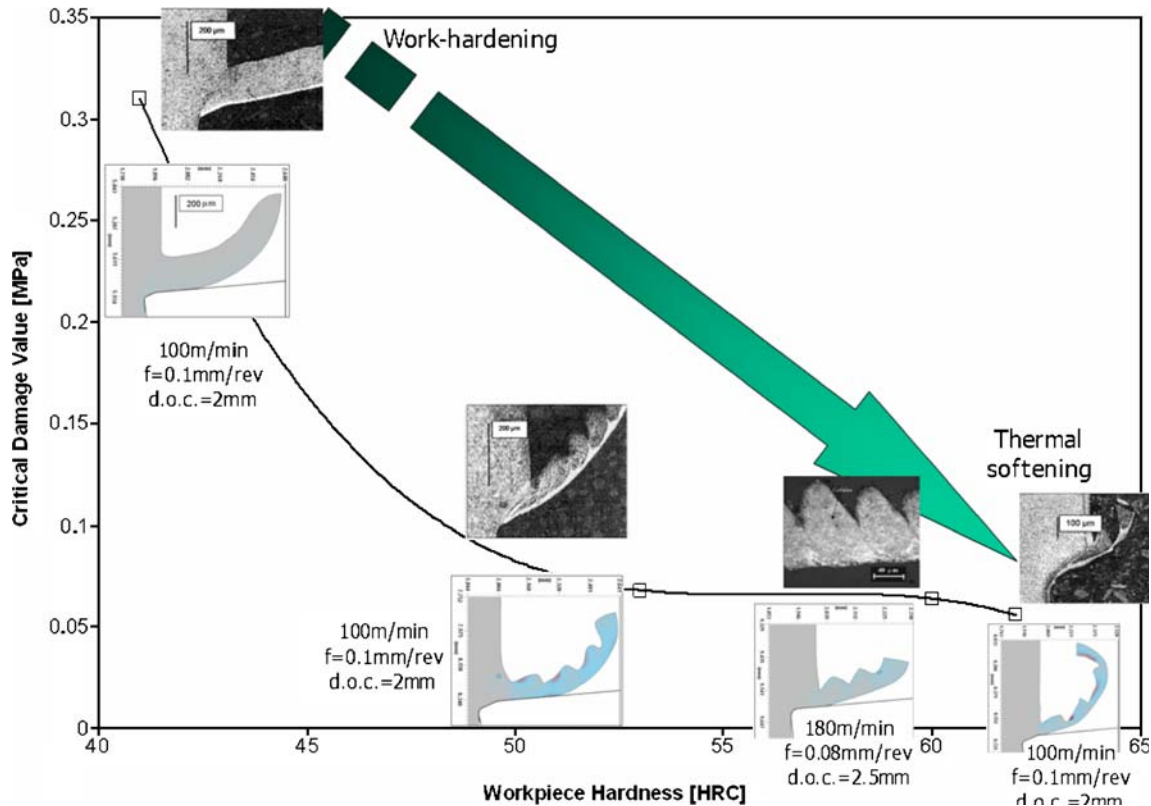 0.35
0.3
0.25
0.2
0.15
0.1
0.05
0
40
45
50
55
60
65
Critical Damage Value [MPa]
Workpiece Hardness [HRC]
Work-hardening
Thermal
softening
200 µm
200 µm
100m/min
f=0.1mm/rev
d.o.c.=2mm
200 µm
100m/min
f=0.1mm/rev
d.o.c.=2mm
180m/min
f=0.08mm/rev
d.o.c.=2.5mm
100 µm
100m/min
f=0.1mm/rev
d.o.c.=2mm